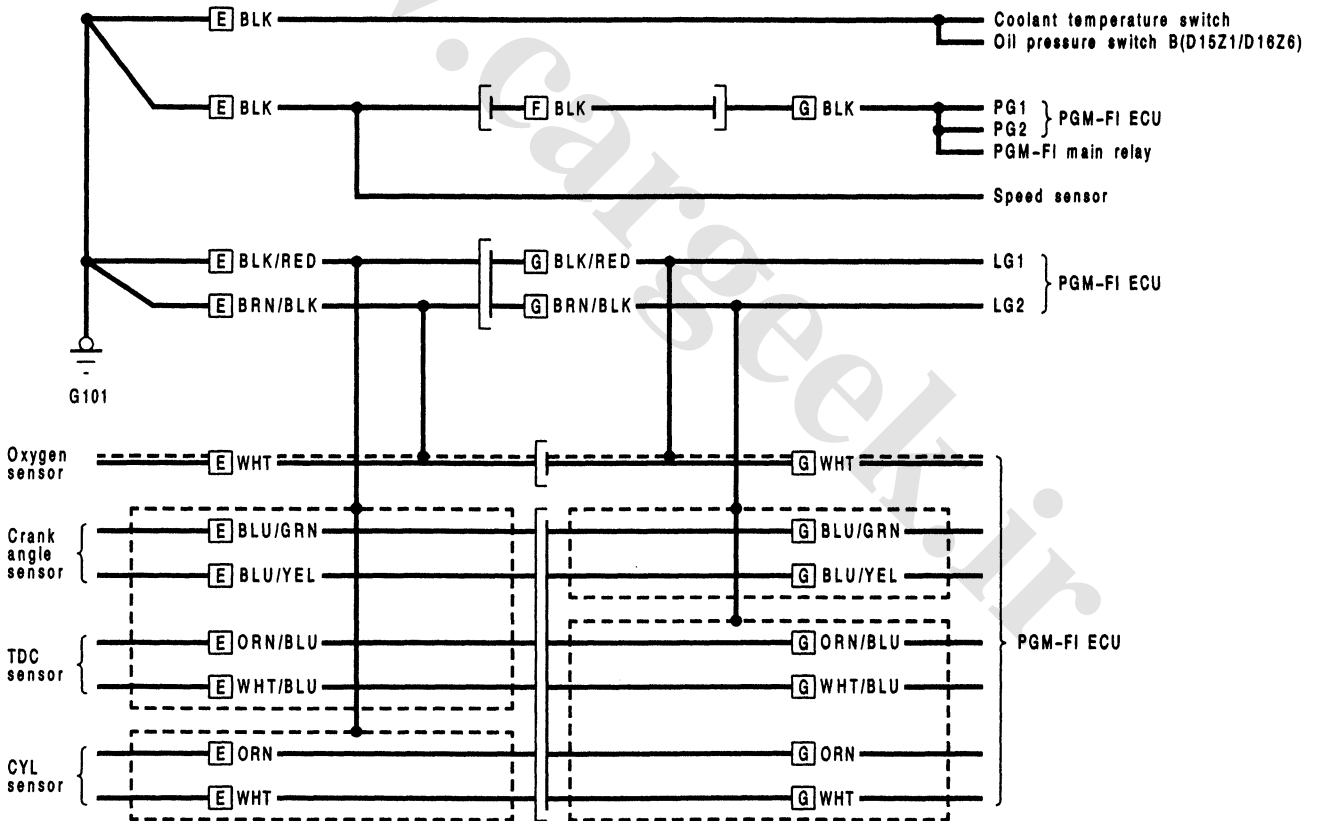 E BLK
Coolant temperature switch
Oil pressure switch B(D15Z1/D16Z6)
E BLK
F BLK
G BLK
PG1
PG2
PGM-FI ECU
PGM-FI main relay
Speed sensor
E BLK/RED
G BLK/RED
LG1
E BRN/BLK
G BRN/BLK
LG2
PGM-FI ECU
G101
Oxygen
sensor
E WHT
G WHT
Crank
angle
sensor
E BLU/GRN
G BLU/GRN
E BLU/YEL
G BLU/YEL
TDC
sensor
E ORN/BLU
G ORN/BLU
E WHT/BLU
G WHT/BLU
PGM-FI ECU
CYL
sensor
E ORN
G ORN
E WHT
G WHT
.cargeek.ir